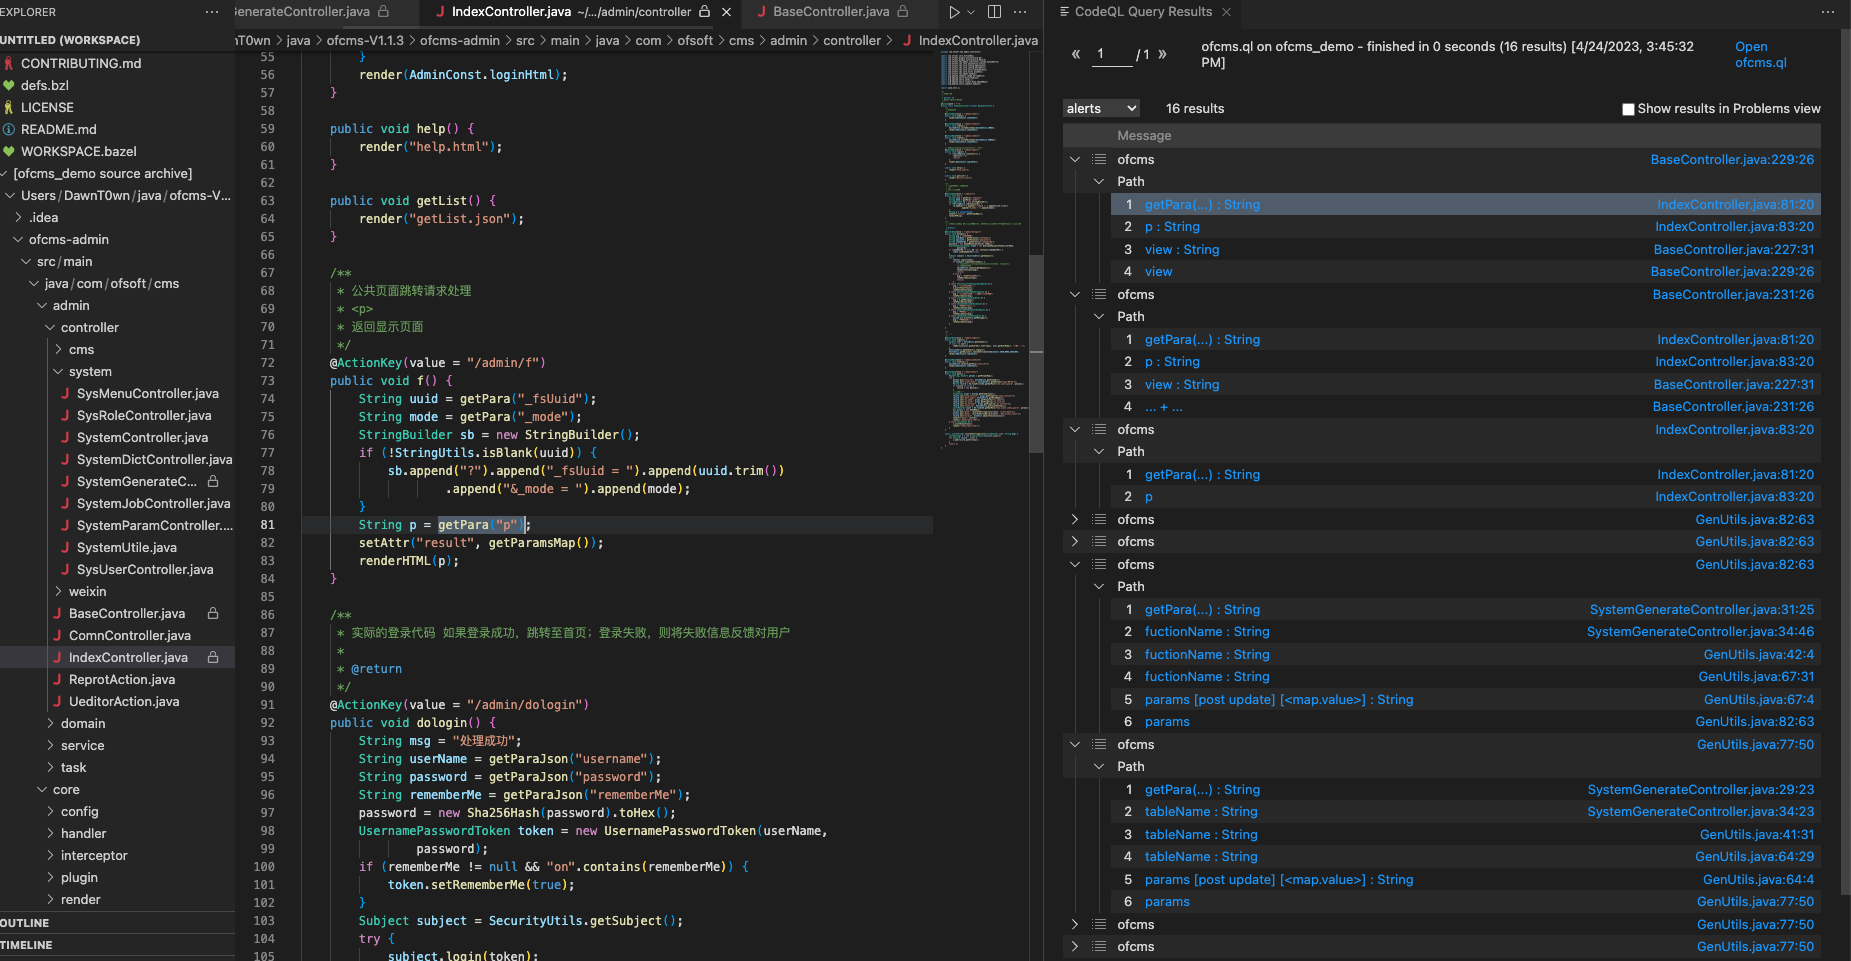 EXPLORER
UNTITLED (WORKSPACE)
CONTRIBUTING.md
defs.bzl
LICENSE
README.md
WORKSPACE.bazel
[ofcms_demo source archive]
Users/DawnT0wn/java/ofcms-V...
.idea
ofcms-admin
src/main
java/com/ofsoft/cms
admin
controller
cms
system
SysMenuController.java
SysRoleController.java
SystemController.java
SystemDictController.java
SystemGenerateC...
SystemJobController.java
SystemParamController....
SystemUtile.java
SysUserController.java
weixin
BaseController.java
ComnController.java
IndexController.java
ReprotAction.java
UeditorAction.java
domain
service
task
core
config
handler
interceptor
plugin
render
OUTLINE
TIMELINE
GenerateController.java
IndexController.java ~/.../admin/controller
BaseController.java
nT0wn > java > ofcms-V1.1.3 > ofcms-admin > src > main > java > com > ofsoft > cms > admin > controller > IndexController.java
55 }
56 render(AdminConst.loginHtml);
57 }
58
59 public void help() {
60 render("help.html");
61 }
62
63 public void getList() {
64 render("getList.json");
65 }
66
67 /**
68 * 公共页面跳转请求处理
69 * <p>
70 * 返回显示页面
71 */
72 @ActionKey(value = "/admin/f")
73 public void f() {
74 String uuid = getPara("_fsUuid");
75 String mode = getPara("_mode");
76 StringBuilder sb = new StringBuilder();
77 if (!StringUtils.isBlank(uuid)) {
78 sb.append("?").append("_fsUuid = ").append(uuid.trim())
79 .append("&_mode = ").append(mode);
80 }
81 String p = getPara("p");
82 setAttr("result", getParamsMap());
83 renderHTML(p);
84 }
85
86 /**
87 * 实际的登录代码 如果登录成功，跳转至首页；登录失败，则将失败信息反馈对用户
88 *
89 * @return
90 */
91 @ActionKey(value = "/admin/dologin")
92 public void dologin() {
93 String msg = "处理成功";
94 String userName = getParaJson("username");
95 String password = getParaJson("password");
96 String rememberMe = getParaJson("rememberMe");
97 password = new Sha256Hash(password).toHex();
98 UsernamePasswordToken token = new UsernamePasswordToken(userName,
99 password);
100 if (rememberMe != null && "on".contains(rememberMe)) {
101 token.setRememberMe(true);
102 }
103 Subject subject = SecurityUtils.getSubject();
104 try {
105 subject.login(token);
CodeQL Query Results
« 1 / 1 »
ofcms.ql on ofcms_demo - finished in 0 seconds (16 results) [4/24/2023, 3:45:32
PM]
Open
ofcms.ql
alerts 16 results
Show results in Problems view
Message
ofcms BaseController.java:229:26
Path
1 getPara(...) : String IndexController.java:81:20
2 p : String IndexController.java:83:20
3 view : String BaseController.java:227:31
4 view BaseController.java:229:26
ofcms BaseController.java:231:26
Path
1 getPara(...) : String IndexController.java:81:20
2 p : String IndexController.java:83:20
3 view : String BaseController.java:227:31
4 ... + ... BaseController.java:231:26
ofcms IndexController.java:83:20
Path
1 getPara(...) : String IndexController.java:81:20
2 p IndexController.java:83:20
ofcms GenUtils.java:82:63
ofcms GenUtils.java:82:63
ofcms GenUtils.java:82:63
Path
1 getPara(...) : String SystemGenerateController.java:31:25
2 fuctionName : String SystemGenerateController.java:34:46
3 fuctionName : String GenUtils.java:42:4
4 fuctionName : String GenUtils.java:67:31
5 params [post update] [<map.value>] : String GenUtils.java:67:4
6 params GenUtils.java:82:63
ofcms GenUtils.java:77:50
Path
1 getPara(...) : String SystemGenerateController.java:29:23
2 tableName : String SystemGenerateController.java:34:23
3 tableName : String GenUtils.java:41:31
4 tableName : String GenUtils.java:64:29
5 params [post update] [<map.value>] : String GenUtils.java:64:4
6 params GenUtils.java:77:50
ofcms GenUtils.java:77:50
ofcms GenUtils.java:77:50